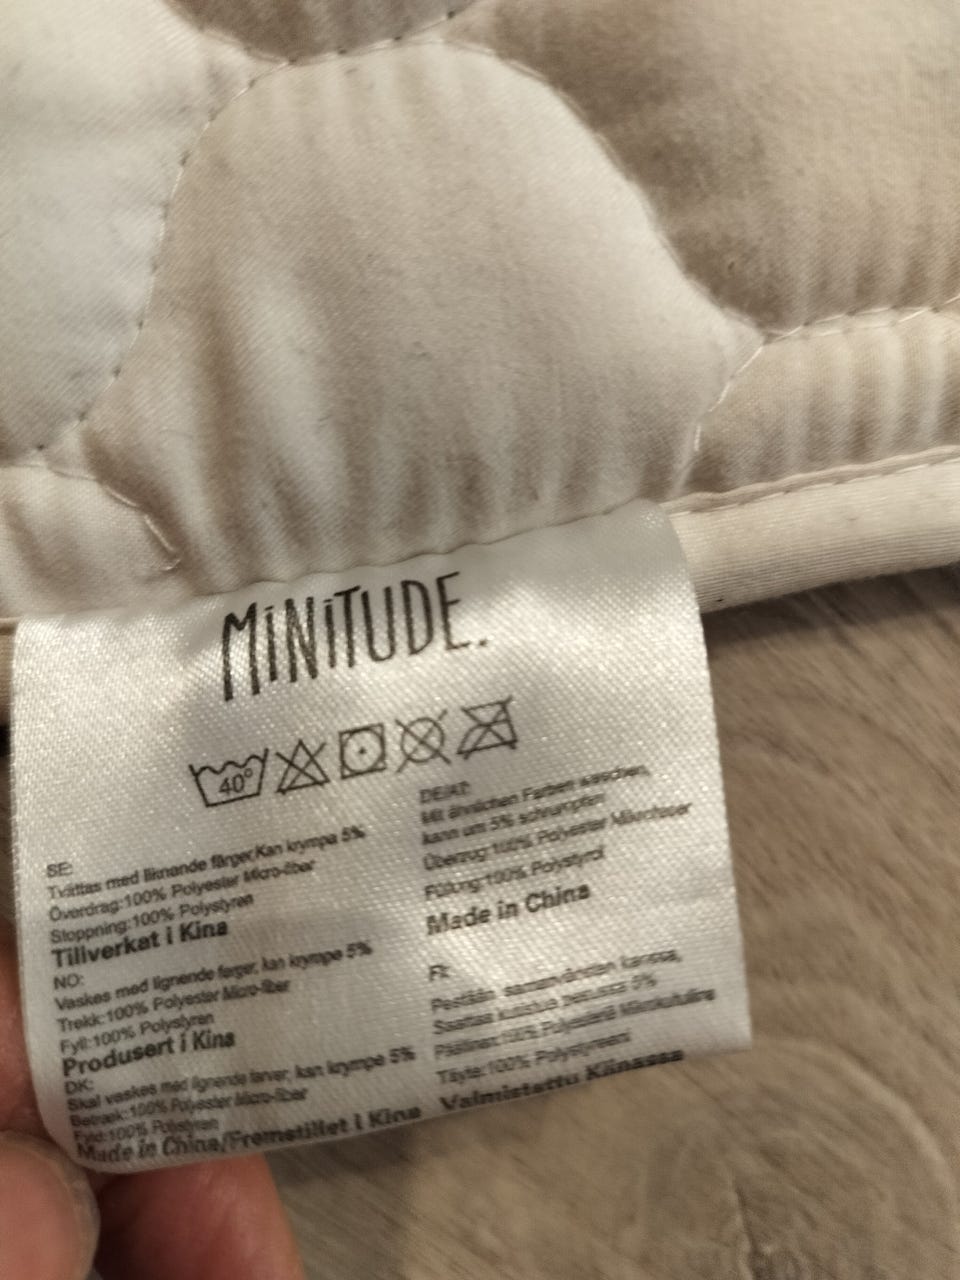 MiNiTUDE.
40°
SE:
Tvättas med liknande färger,Kan krympa 5%
Överdrag:100% Polyester Micro-fiber
Stoppning:100% Polystyren
Tillverkat i Kina
NO:
Vaskes med lignende farger, kan krympe 5%
Trekk:100% Polyester Micro-fiber
Fyll:100% Polystyren
Produsert i Kina
DK:
Skal vaskes med lignende farver, kan krympe 5%
Betræk:100% Polyester Micro-fiber
Fyld:100% Polystyren
Made in China/Fremstillet i Kina
DE/AT:
Mit ähnlichen Farben waschen,
kann um 5% schrumpfen
Überzug:100% Polyester Mikrofaser
Füllung:100% Polystyrol
Made in China
FI:
Pestään samanväristen kanssa,
Saattaa kutistua pesussa 5%
Päällinen:100% Polyesteriä Mikrokuitulina
Täyte:100% Polystyreeni
Valmistettu Kiinassa